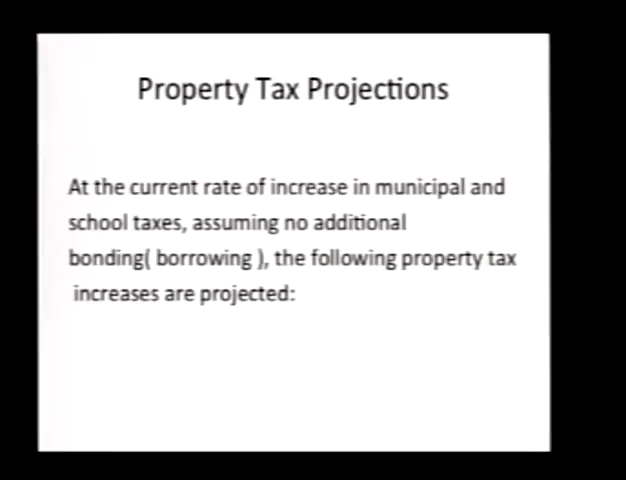 Property Tax Projections
At the current rate of increase in municipal and
school taxes, assuming no additional
bonding( borrowing ), the following property tax
increases are projected: